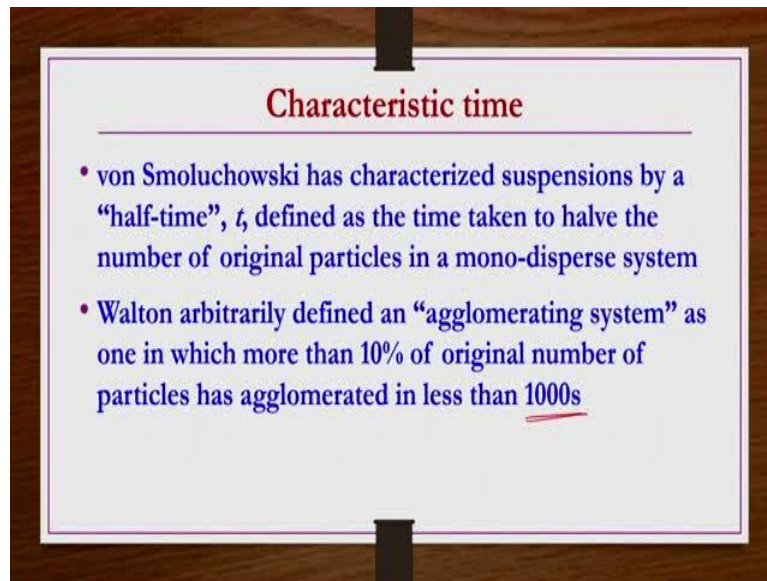 Characteristic time
• von Smoluchowski has characterized suspensions by a
“half-time”, t, defined as the time taken to halve the
number of original particles in a mono-disperse system
• Walton arbitrarily defined an “agglomerating system” as
one in which more than 10% of original number of
particles has agglomerated in less than 1000s